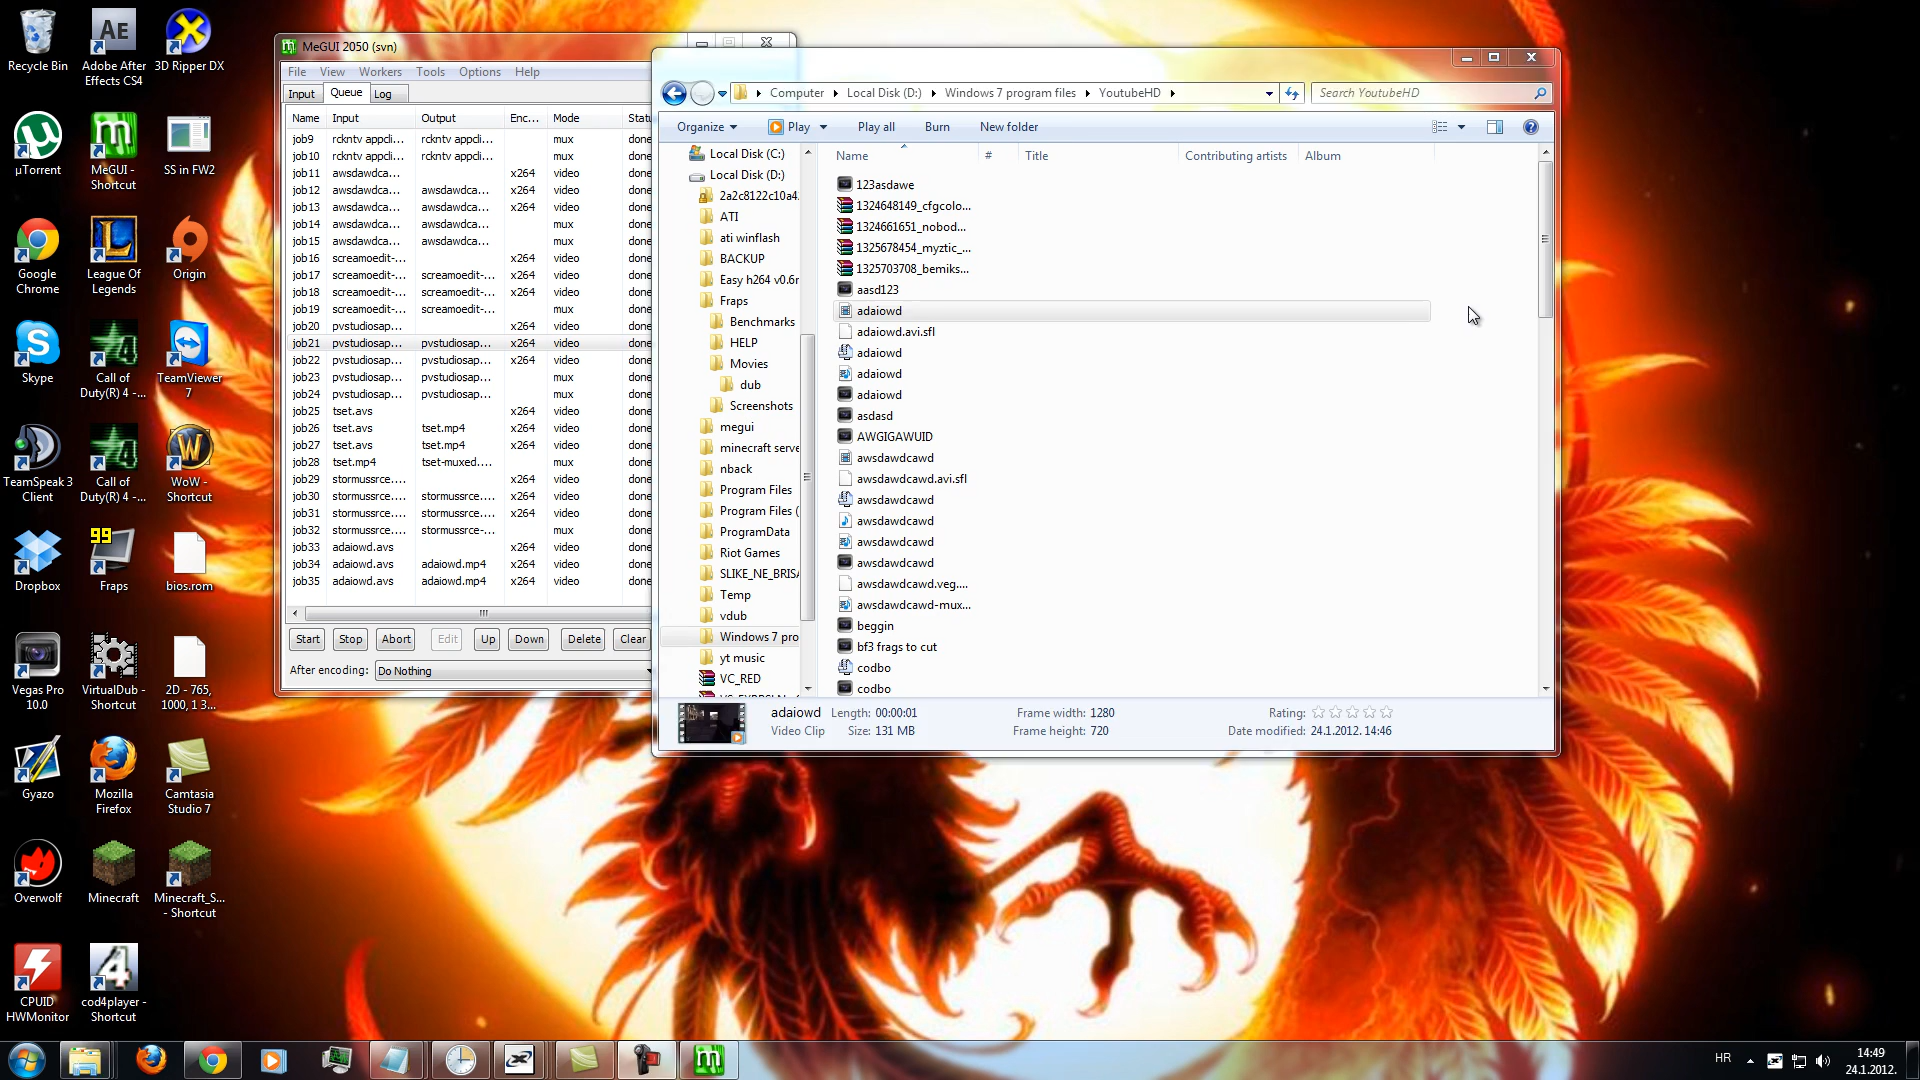 Recycle Bin
Adobe After Effects CS4
3D Ripper DX
µTorrent
MeGUI - Shortcut
SS in FW2
Google Chrome
League Of Legends
Origin
Skype
Call of Duty(R) 4 -...
TeamViewer 7
TeamSpeak 3 Client
Call of Duty(R) 4 -...
WoW - Shortcut
Dropbox
99
Fraps
bios.rom
Vegas Pro 10.0
VirtualDub - Shortcut
2D - 765, 1000, 1 3...
Gyazo
Mozilla Firefox
Camtasia Studio 7
Overwolf
Minecraft
Minecraft_S... - Shortcut
CPUID HWMonitor
cod4player - Shortcut
MeGUI 2050 (svn)
File View Workers Tools Options Help
Input Queue Log
Name Input Output Enc... Mode Statu
job9 rckntv appcli... rckntv appcli... mux done
job10 rckntv appcli... rckntv appcli... mux done
job11 awsdawdca... x264 video done
job12 awsdawdca... awsdawdca... x264 video done
job13 awsdawdca... awsdawdca... x264 video done
job14 awsdawdca... awsdawdca... mux done
job15 awsdawdca... awsdawdca... mux done
job16 screamoedit-... x264 video done
job17 screamoedit-... screamoedit-... x264 video done
job18 screamoedit-... screamoedit-... x264 video done
job19 screamoedit-... screamoedit-... mux done
job20 pvstudiosap... x264 video done
job21 pvstudiosap... pvstudiosap... x264 video done
job22 pvstudiosap... pvstudiosap... x264 video done
job23 pvstudiosap... pvstudiosap... mux done
job24 pvstudiosap... pvstudiosap... mux done
job25 tset.avs x264 video done
job26 tset.avs tset.mp4 x264 video done
job27 tset.avs tset.mp4 x264 video done
job28 tset.mp4 tset-muxed.... mux done
job29 stormussrce.... x264 video done
job30 stormussrce.... stormussrce.... x264 video done
job31 stormussrce.... stormussrce.... x264 video done
job32 stormussrce.... stormussrce-... mux done
job33 adaiowd.avs x264 video done
job34 adaiowd.avs adaiowd.mp4 x264 video done
job35 adaiowd.avs adaiowd.mp4 x264 video done
Start Stop Abort Edit Up Down Delete Clear
After encoding: Do Nothing
Computer Local Disk (D:) Windows 7 program files YoutubeHD
Search YoutubeHD
Organize Play Play all Burn New folder
Local Disk (C:)
Local Disk (D:)
2a2c8122c10a4
ATI
ati winflash
BACKUP
Easy h264 v0.6r
Fraps
Benchmarks
HELP
Movies
dub
Screenshots
megui
minecraft serve
nback
Program Files
Program Files (
ProgramData
Riot Games
SLIKE_NE_BRISA
Temp
vdub
Windows 7 pro
yt music
VC_RED
Name # Title Contributing artists Album
123asdawe
1324648149_cfgcolo...
1324661651_nobod...
1325678454_myztic_...
1325703708_bemiks...
aasd123
adaiowd
adaiowd.avi.sfl
adaiowd
adaiowd
adaiowd
asdasd
AWGIGAWUID
awsdawdcawd
awsdawdcawd.avi.sfl
awsdawdcawd
awsdawdcawd
awsdawdcawd
awsdawdcawd
awsdawdcawd.veg....
awsdawdcawd-mux...
beggin
bf3 frags to cut
codbo
codbo
adaiowd Length: 00:00:01 Frame width: 1280 Rating:
Video Clip Size: 131 MB Frame height: 720 Date modified: 24.1.2012. 14:46
HR
14:49
24.1.2012.